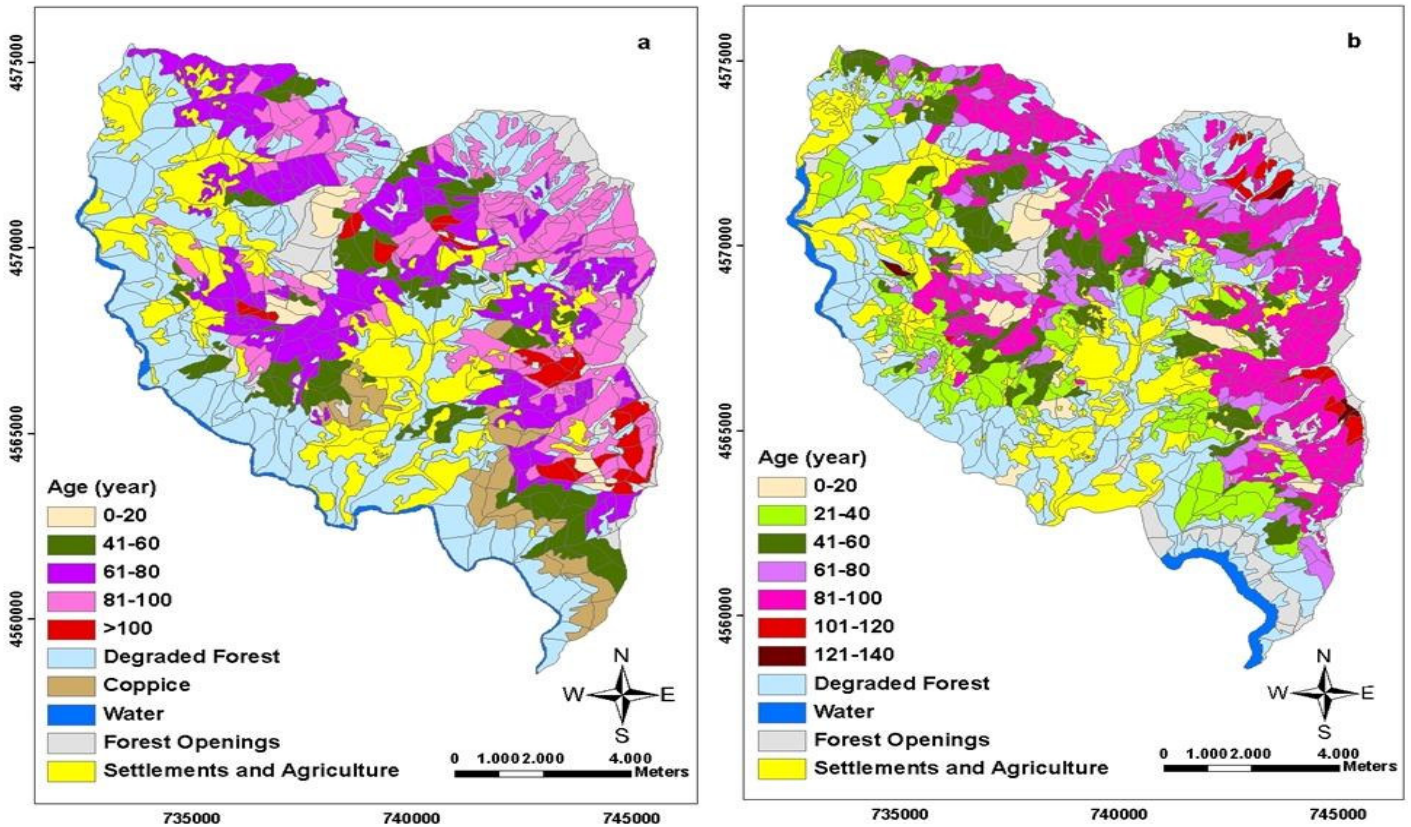 a
4575000
4570000
4565000
4560000
Age (year)
0-20
41-60
61-80
81-100
>100
Degraded Forest
Coppice
Water
Forest Openings
Settlements and Agriculture
N
W E
S
0 1.000 2.000 4.000
Meters
735000 740000 745000
b
4575000
4570000
4565000
4560000
Age (year)
0-20
21-40
41-60
61-80
81-100
101-120
121-140
Degraded Forest
Water
Forest Openings
Settlements and Agriculture
N
W E
S
0 1.000 2.000 4.000
Meters
735000 740000 745000